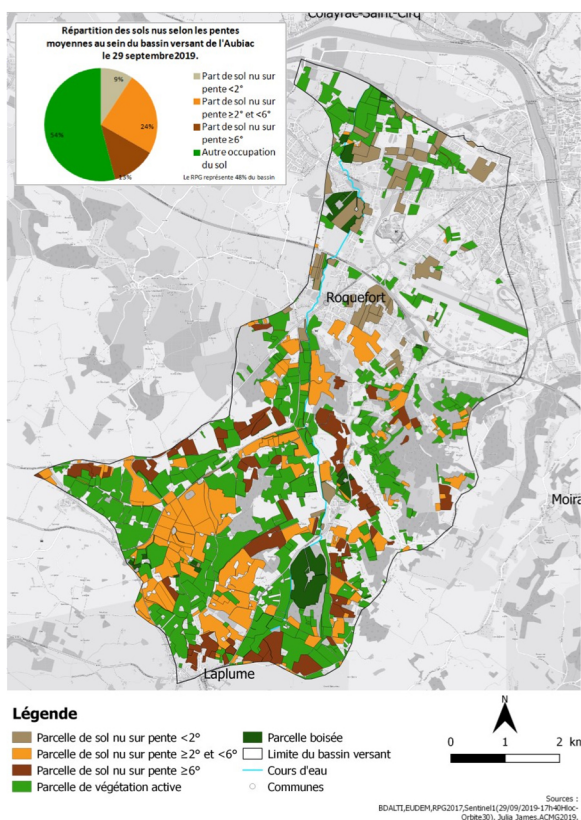 Colayrac-Saint-Cirq
Répartition des sols nus selon les pentes
moyennes au sein du bassin versant de l'Aubiac
le 29 septembre2019.
9%
24%
13%
54%
Part de sol nu sur
pente <2°
Part de sol nu sur
pente ≥2° et <6°
Part de sol nu sur
pente ≥6°
Autre occupation
du sol
Le RPG représente 48% du bassin
Roquefort
Moira
Laplume
Légende
Parcelle de sol nu sur pente <2°
Parcelle de sol nu sur pente ≥2° et <6°
Parcelle de sol nu sur pente ≥6°
Parcelle de végétation active
Parcelle boisée
Limite du bassin versant
Cours d'eau
Communes
N
0 1 2 km
Sources :
BDALTI,EUDEM,RPG2017,Sentinel1(29/09/2019-17h40Hloc-
Orbite30), Julia James,ACMG2019.